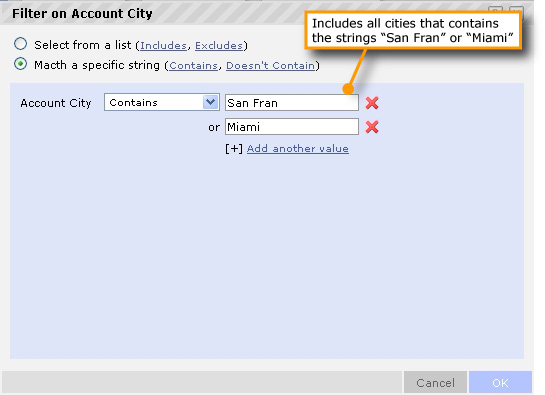 Filter on Account City
Includes all cities that contains
the strings “San Fran” or “Miami”
Select from a list (Includes, Excludes)
Macth a specific string (Contains, Doesn't Contain)
Account City Contains San Fran
or Miami
[+] Add another value
Cancel OK